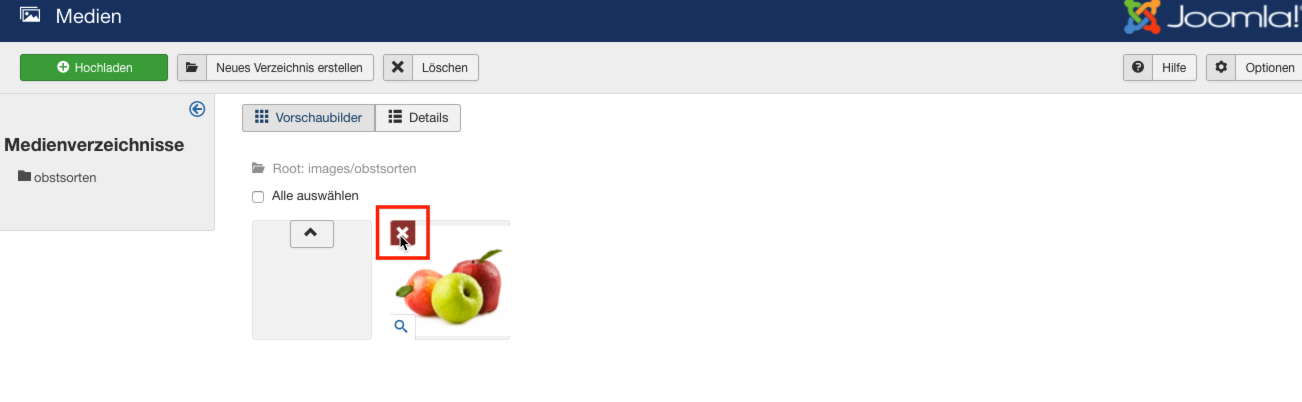 Medien
Joomla!
Hochladen
Neues Verzeichnis erstellen
Löschen
Hilfe
Optionen
Medienverzeichnisse
obstsorten
Vorschaubilder
Details
Root: images/obstsorten
Alle auswählen